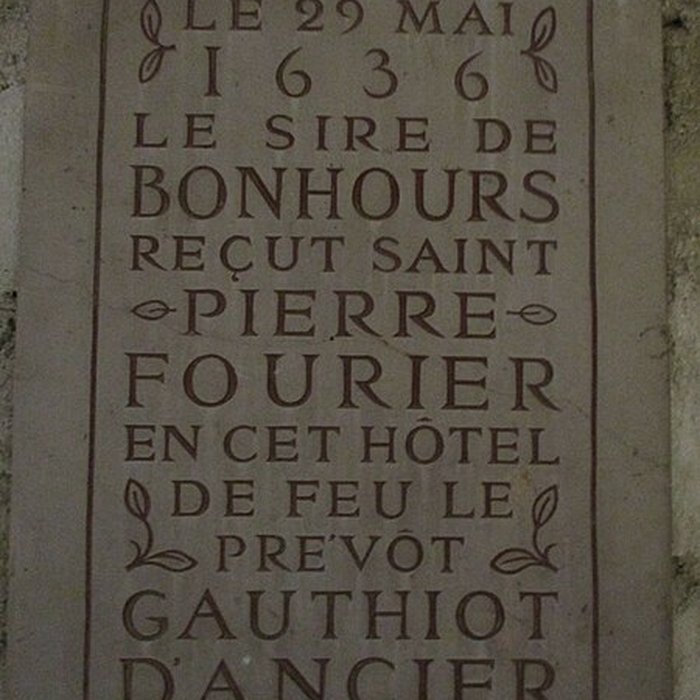 LE 29 MAI
1636
LE SIRE DE
BONHOURS
REÇUT SAINT
PIERRE
FOURIER
EN CET HÔTEL
DE FEU LE
PRE'VÔT
GAUTHIOT
D'ANCIER